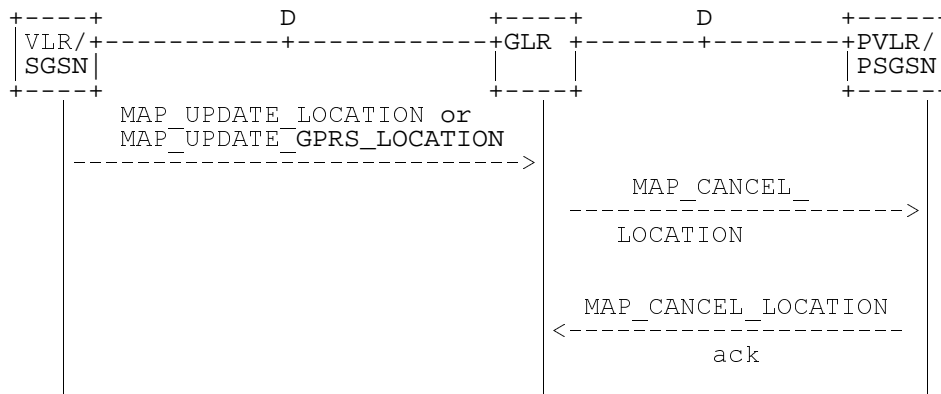 D D
VLR/ GLR PVLR/
SGSN PSGSN
MAP_UPDATE_LOCATION or
MAP_UPDATE_GPRS_LOCATION
MAP_CANCEL_
LOCATION
MAP_CANCEL_LOCATION
ack